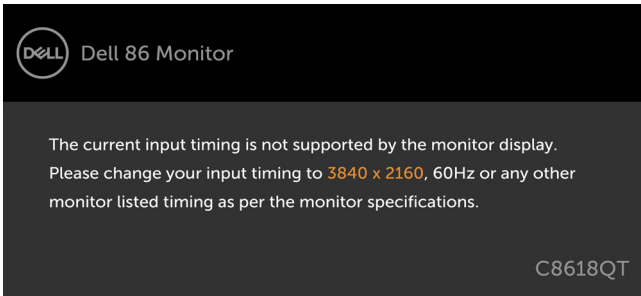 DELL
Dell 86 Monitor
The current input timing is not supported by the monitor display.
Please change your input timing to 3840 x 2160, 60Hz or any other
monitor listed timing as per the monitor specifications.
C8618QT